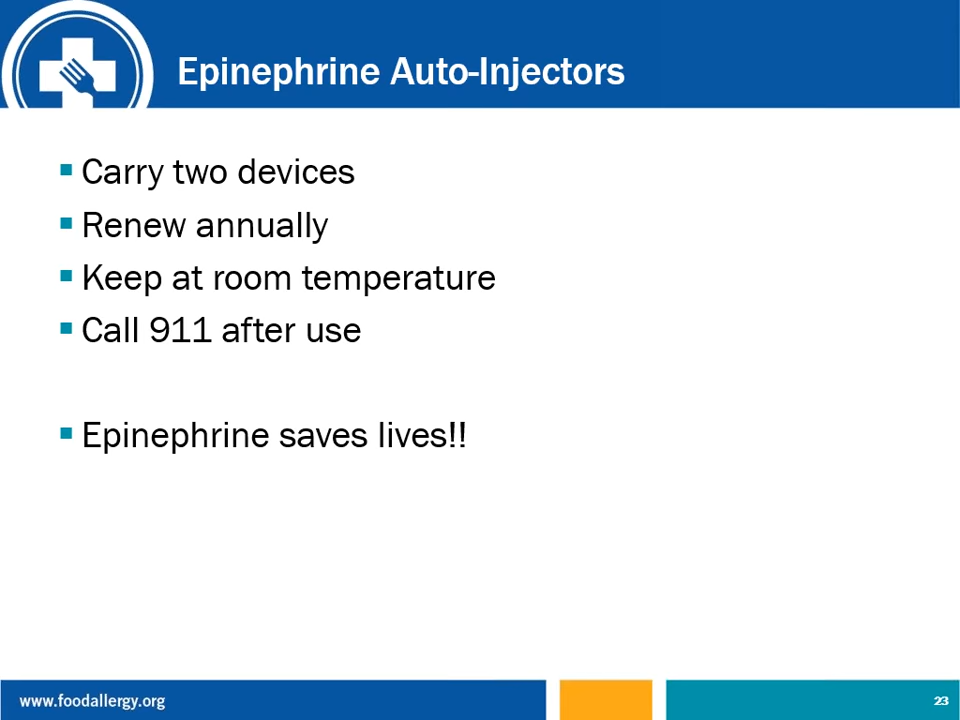 Epinephrine Auto-Injectors
Carry two devices
Renew annually
Keep at room temperature
Call 911 after use
Epinephrine saves lives!!
www.foodallergy.org
23